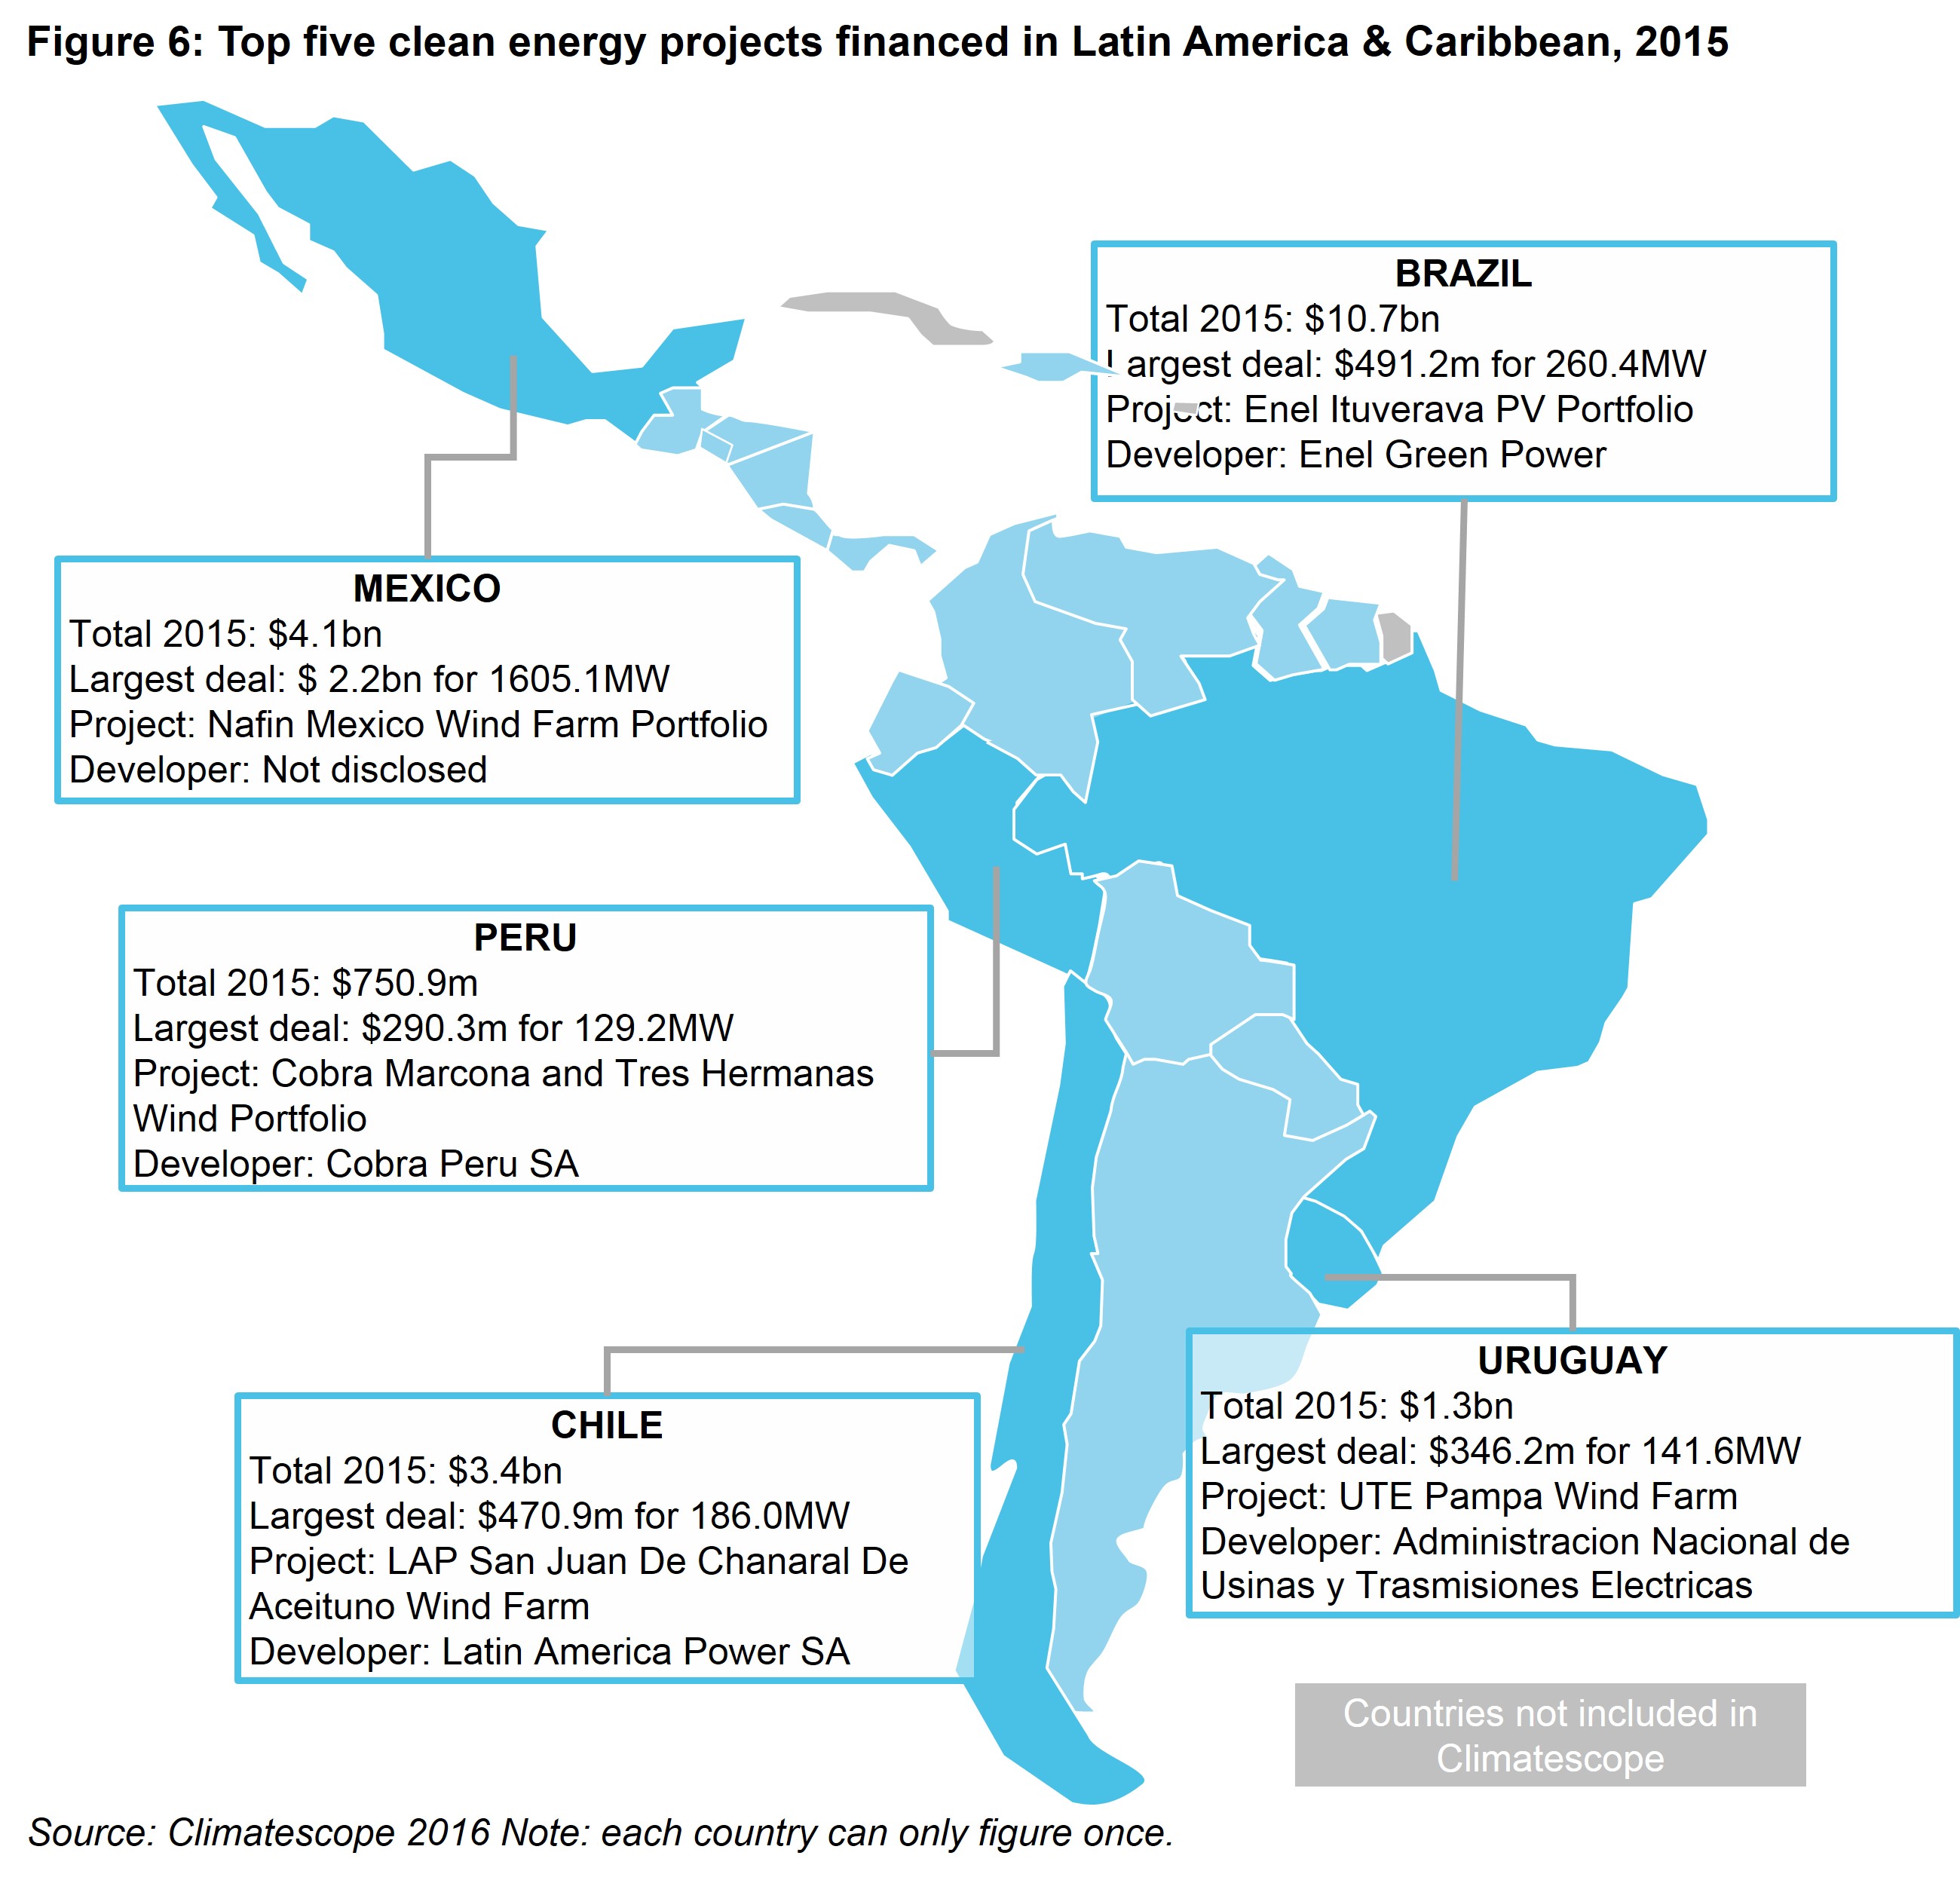 Figure 6: Top five clean energy projects financed in Latin America & Caribbean, 2015
BRAZIL
Total 2015: $10.7bn
Largest deal: $491.2m for 260.4MW
Project: Enel Ituverava PV Portfolio
Developer: Enel Green Power
MEXICO
Total 2015: $4.1bn
Largest deal: $ 2.2bn for 1605.1MW
Project: Nafin Mexico Wind Farm Portfolio
Developer: Not disclosed
PERU
Total 2015: $750.9m
Largest deal: $290.3m for 129.2MW
Project: Cobra Marcona and Tres Hermanas
Wind Portfolio
Developer: Cobra Peru SA
URUGUAY
Total 2015: $1.3bn
Largest deal: $346.2m for 141.6MW
Project: UTE Pampa Wind Farm
Developer: Administracion Nacional de
Usinas y Trasmisiones Electricas
CHILE
Total 2015: $3.4bn
Largest deal: $470.9m for 186.0MW
Project: LAP San Juan De Chanaral De
Aceituno Wind Farm
Developer: Latin America Power SA
Countries not included in
Climatescope
Source: Climatescope 2016 Note: each country can only figure once.